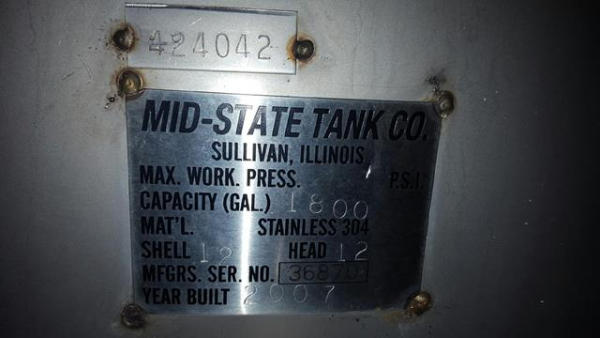 424042
MID-STATE TANK CO.
SULLIVAN, ILLINOIS
MAX. WORK. PRESS. P.S.I.
CAPACITY (GAL.) 1800
MAT'L. STAINLESS 304
SHELL 12 HEAD 12
MFGRS. SER. NO. 36870
YEAR BUILT 2007